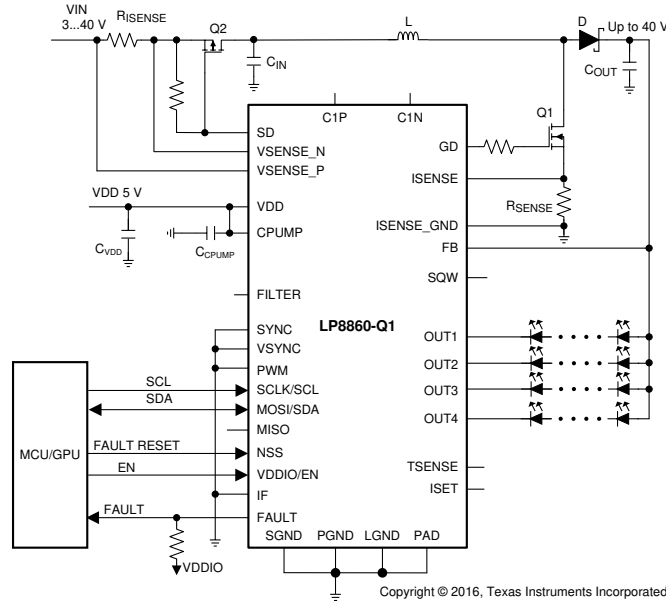 VIN
3...40 V
RISENSE
Q2
L
D
Up to 40 V
CIN
COUT
Q1
C1P
C1N
SD
VSENSE_N
VSENSE_P
GD
ISENSE
RSENSE
VDD 5 V
VDD
CPUMP
CVDD
CCPUMP
ISENSE_GND
FB
SQW
FILTER
LP8860-Q1
SYNC
VSYNC
PWM
OUT1
OUT2
OUT3
OUT4
SCL
SCLK/SCL
SDA
MOSI/SDA
MISO
MCU/GPU
FAULT RESET
NSS
EN
VDDIO/EN
IF
FAULT
FAULT
TSENSE
ISET
SGND
PGND
LGND
PAD
VDDIO
Copyright © 2016, Texas Instruments Incorporated